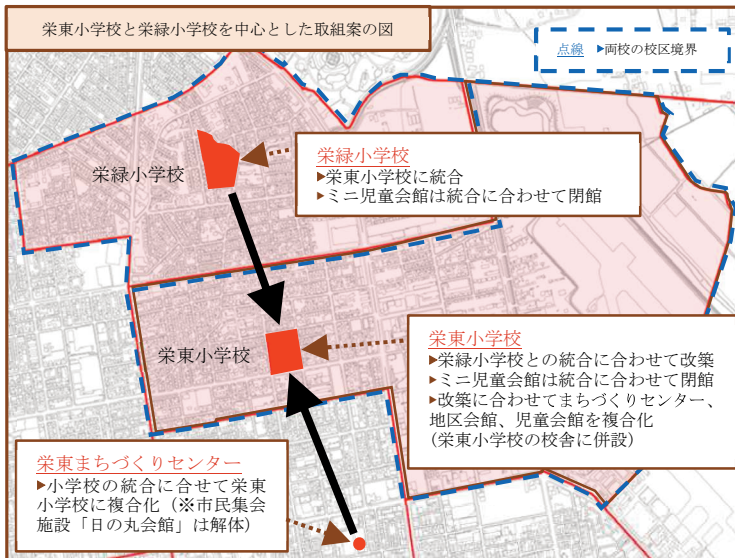 栄東小学校と栄緑小学校を中心とした取組案の図
点線 ▶両校の校区境界
栄緑小学校
栄緑小学校
▶栄東小学校に統合
▶ミニ児童会館は統合に合わせて閉館
栄東小学校
栄東小学校
▶栄緑小学校との統合に合わせて改築
▶ミニ児童会館は統合に合わせて閉館
▶改築に合わせてまちづくりセンター、
地区会館、児童会館を複合化
(栄東小学校の校舎に併設)
栄東まちづくりセンター
▶小学校の統合に合せて栄東
小学校に複合化（※市民集会
施設「日の丸会館」は解体）